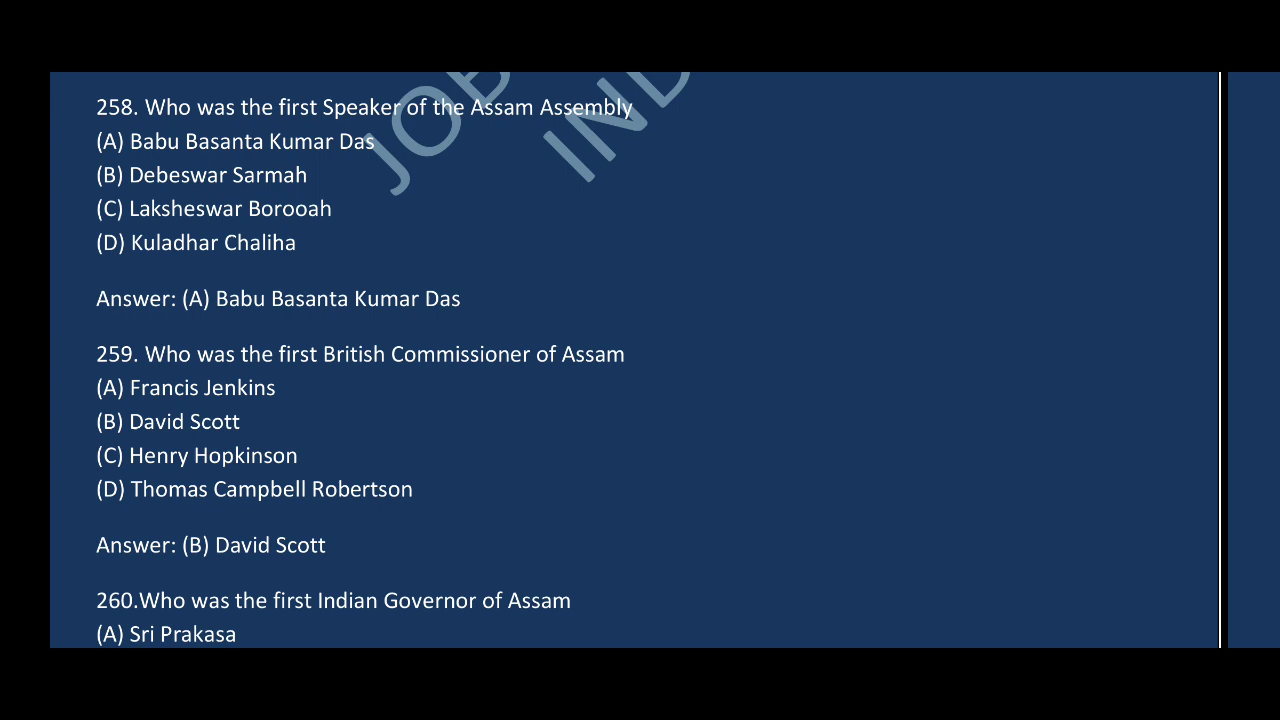 258. Who was the first Speaker of the Assam Assembly
(A) Babu Basanta Kumar Das
(B) Debeswar Sarmah
(C) Laksheswar Borooah
(D) Kuladhar Chaliha
Answer: (A) Babu Basanta Kumar Das
259. Who was the first British Commissioner of Assam
(A) Francis Jenkins
(B) David Scott
(C) Henry Hopkinson
(D) Thomas Campbell Robertson
Answer: (B) David Scott
260.Who was the first Indian Governor of Assam
(A) Sri Prakasa
JOB
IND